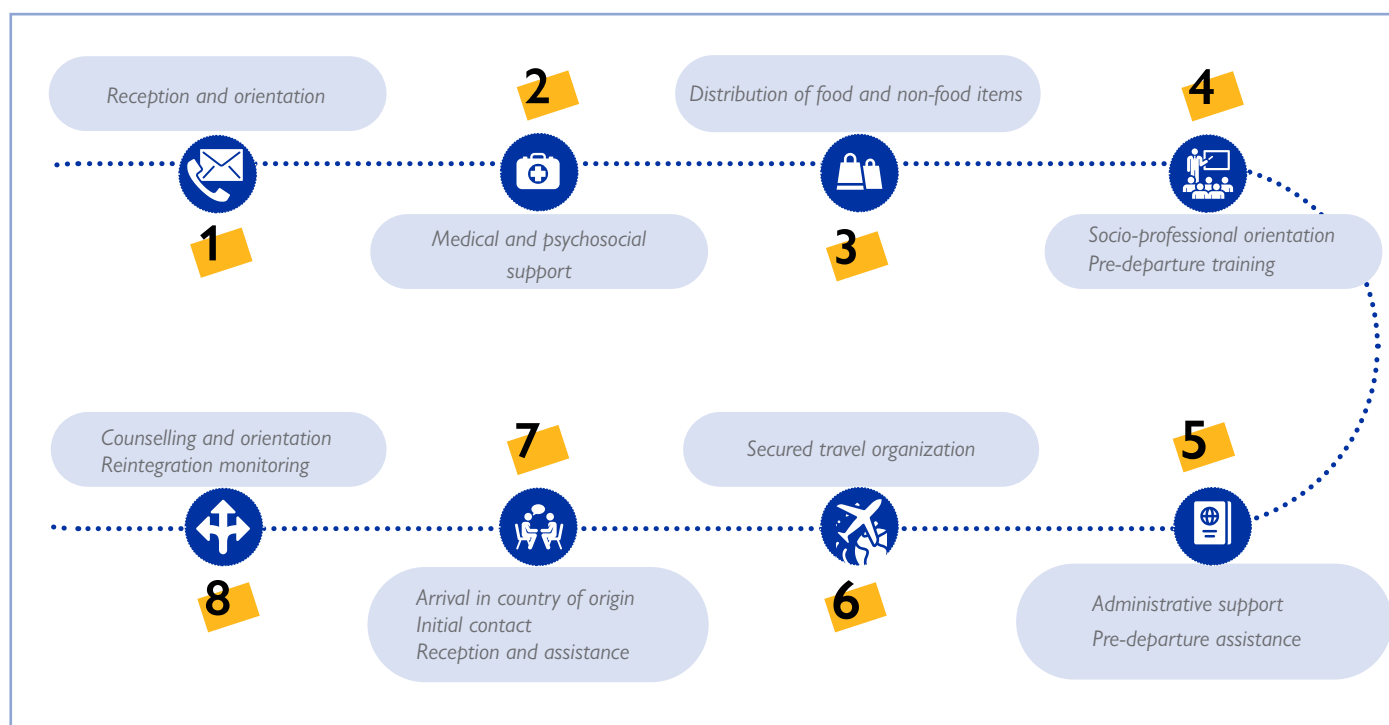 Reception and orientation
1
2
Medical and psychosocial
support
Distribution of food and non-food items
3
4
Socio-professional orientation
Pre-departure training
5
Administrative support
Pre-departure assistance
Secured travel organization
6
7
Arrival in country of origin
Initial contact
Reception and assistance
Counselling and orientation
Reintegration monitoring
8